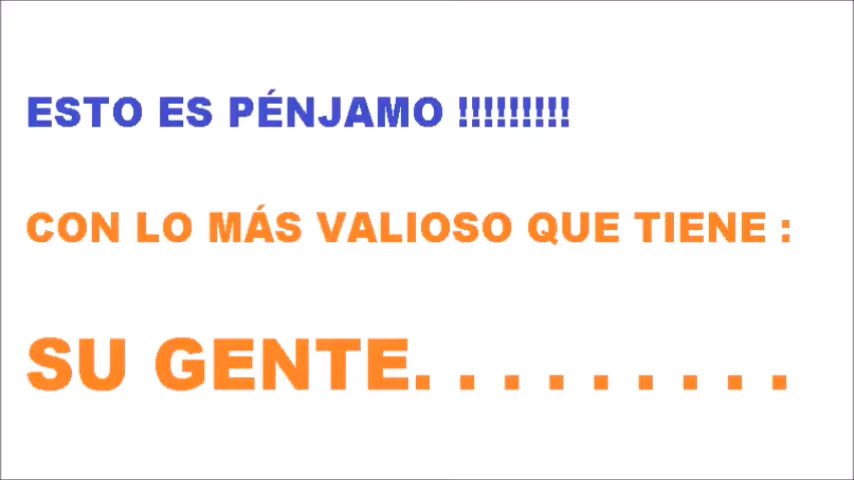 ESTO ES PÉNJAMO !!!!!!!!!
CON LO MÁS VALIOSO QUE TIENE :
SU GENTE. . . . . . . . .